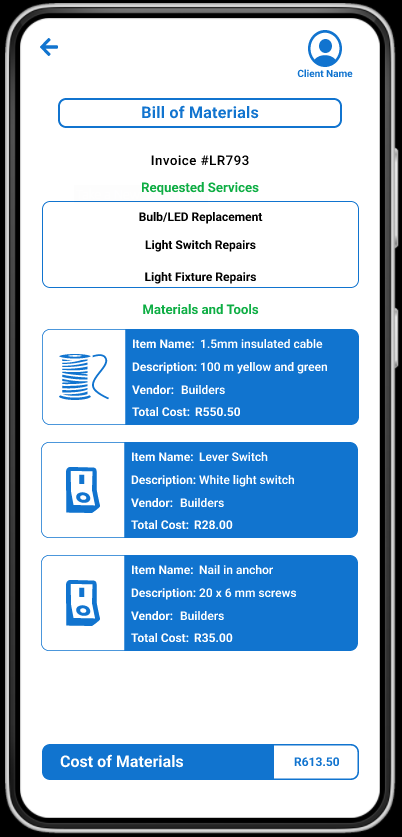 Client Name
Bill of Materials
Invoice #LR793
Requested Services
Bulb/LED Replacement
Light Switch Repairs
Light Fixture Repairs
Materials and Tools
Item Name: 1.5mm insulated cable
Description: 100 m yellow and green
Vendor: Builders
Total Cost: R550.50
Item Name: Lever Switch
Description: White light switch
Vendor: Builders
Total Cost: R28.00
Item Name: Nail in anchor
Description: 20 x 6 mm screws
Vendor: Builders
Total Cost: R35.00
Cost of Materials R613.50